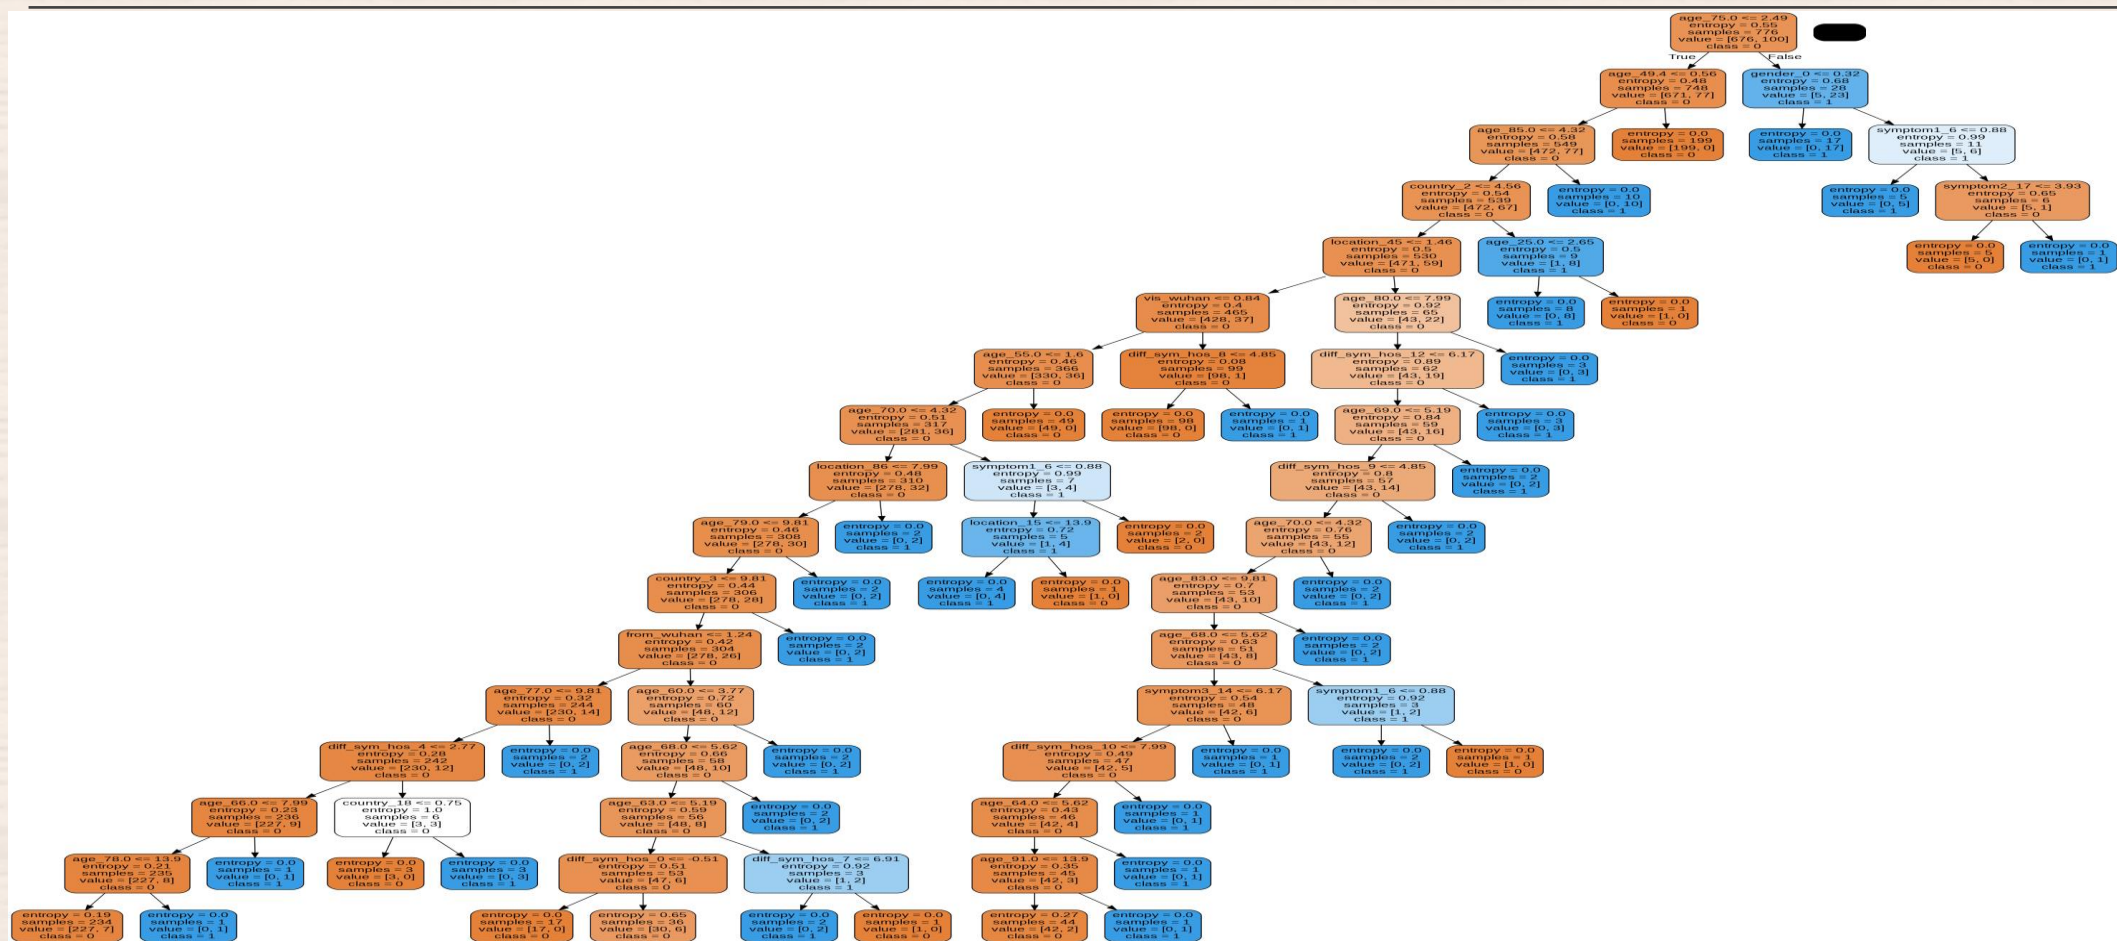 age_75.0 <= 2.49
entropy = 0.55
samples = 776
value = [676, 100]
class = 0
True
False
age_49.4 <= 0.56
entropy = 0.48
samples = 748
value = [671, 77]
class = 0
gender_0 <= 0.32
entropy = 0.68
samples = 28
value = [5, 23]
class = 1
age_85.0 <= 4.32
entropy = 0.58
samples = 549
value = [472, 77]
class = 0
entropy = 0.0
samples = 199
value = [199, 0]
class = 0
entropy = 0.0
samples = 17
value = [0, 17]
class = 1
symptom1_6 <= 0.88
entropy = 0.99
samples = 11
value = [5, 6]
class = 1
country_2 <= 4.56
entropy = 0.54
samples = 539
value = [472, 67]
class = 0
entropy = 0.0
samples = 10
value = [0, 10]
class = 1
entropy = 0.0
samples = 5
value = [0, 5]
class = 1
symptom2_17 <= 3.93
entropy = 0.65
samples = 6
value = [5, 1]
class = 0
location_45 <= 1.46
entropy = 0.5
samples = 530
value = [471, 59]
class = 0
age_25.0 <= 2.65
entropy = 0.5
samples = 9
value = [1, 8]
class = 1
entropy = 0.0
samples = 5
value = [5, 0]
class = 0
entropy = 0.0
samples = 1
value = [0, 1]
class = 1
vis_wuhan <= 0.84
entropy = 0.4
samples = 465
value = [428, 37]
class = 0
age_80.0 <= 7.99
entropy = 0.92
samples = 65
value = [43, 22]
class = 0
entropy = 0.0
samples = 8
value = [0, 8]
class = 1
entropy = 0.0
samples = 1
value = [1, 0]
class = 0
age_55.0 <= 1.6
entropy = 0.46
samples = 366
value = [330, 36]
class = 0
diff_sym_hos_8 <= 4.85
entropy = 0.08
samples = 99
value = [98, 1]
class = 0
diff_sym_hos_12 <= 6.17
entropy = 0.89
samples = 62
value = [43, 19]
class = 0
entropy = 0.0
samples = 3
value = [0, 3]
class = 1
age_70.0 <= 4.32
entropy = 0.51
samples = 317
value = [281, 36]
class = 0
entropy = 0.0
samples = 49
value = [49, 0]
class = 0
entropy = 0.0
samples = 98
value = [98, 0]
class = 0
entropy = 0.0
samples = 1
value = [0, 1]
class = 1
age_69.0 <= 5.19
entropy = 0.84
samples = 59
value = [43, 16]
class = 0
entropy = 0.0
samples = 3
value = [0, 3]
class = 1
location_86 <= 7.99
entropy = 0.48
samples = 310
value = [278, 32]
class = 0
symptom1_6 <= 0.88
entropy = 0.99
samples = 7
value = [3, 4]
class = 1
diff_sym_hos_9 <= 4.85
entropy = 0.8
samples = 57
value = [43, 14]
class = 0
entropy = 0.0
samples = 2
value = [0, 2]
class = 1
age_79.0 <= 9.81
entropy = 0.46
samples = 308
value = [278, 30]
class = 0
entropy = 0.0
samples = 2
value = [0, 2]
class = 1
location_15 <= 13.9
entropy = 0.72
samples = 5
value = [1, 4]
class = 1
entropy = 0.0
samples = 2
value = [2, 0]
class = 0
age_70.0 <= 4.32
entropy = 0.76
samples = 55
value = [43, 12]
class = 0
entropy = 0.0
samples = 2
value = [0, 2]
class = 1
country_3 <= 9.81
entropy = 0.44
samples = 306
value = [278, 28]
class = 0
entropy = 0.0
samples = 2
value = [0, 2]
class = 1
entropy = 0.0
samples = 4
value = [0, 4]
class = 1
entropy = 0.0
samples = 1
value = [1, 0]
class = 0
age_83.0 <= 9.81
entropy = 0.7
samples = 53
value = [43, 10]
class = 0
entropy = 0.0
samples = 2
value = [0, 2]
class = 1
from_wuhan <= 1.24
entropy = 0.42
samples = 304
value = [278, 26]
class = 0
entropy = 0.0
samples = 2
value = [0, 2]
class = 1
age_68.0 <= 5.62
entropy = 0.63
samples = 51
value = [43, 8]
class = 0
entropy = 0.0
samples = 2
value = [0, 2]
class = 1
age_77.0 <= 9.81
entropy = 0.32
samples = 244
value = [230, 14]
class = 0
age_60.0 <= 3.77
entropy = 0.72
samples = 60
value = [48, 12]
class = 0
symptom3_14 <= 6.17
entropy = 0.54
samples = 48
value = [42, 6]
class = 0
symptom1_6 <= 0.88
entropy = 0.92
samples = 3
value = [1, 2]
class = 1
diff_sym_hos_4 <= 2.77
entropy = 0.28
samples = 242
value = [230, 12]
class = 0
entropy = 0.0
samples = 2
value = [0, 2]
class = 1
age_68.0 <= 5.62
entropy = 0.66
samples = 58
value = [48, 10]
class = 0
entropy = 0.0
samples = 2
value = [0, 2]
class = 1
diff_sym_hos_10 <= 7.99
entropy = 0.49
samples = 47
value = [42, 5]
class = 0
entropy = 0.0
samples = 1
value = [0, 1]
class = 1
entropy = 0.0
samples = 2
value = [0, 2]
class = 1
entropy = 0.0
samples = 1
value = [1, 0]
class = 0
age_66.0 <= 7.99
entropy = 0.23
samples = 236
value = [227, 9]
class = 0
country_18 <= 0.75
entropy = 1.0
samples = 6
value = [3, 3]
class = 0
age_63.0 <= 5.19
entropy = 0.59
samples = 56
value = [48, 8]
class = 0
entropy = 0.0
samples = 2
value = [0, 2]
class = 1
age_64.0 <= 5.62
entropy = 0.43
samples = 46
value = [42, 4]
class = 0
entropy = 0.0
samples = 1
value = [0, 1]
class = 1
age_78.0 <= 13.9
entropy = 0.21
samples = 235
value = [227, 8]
class = 0
entropy = 0.0
samples = 1
value = [0, 1]
class = 1
entropy = 0.0
samples = 3
value = [3, 0]
class = 0
entropy = 0.0
samples = 3
value = [0, 3]
class = 1
diff_sym_hos_0 <= -0.51
entropy = 0.51
samples = 53
value = [47, 6]
class = 0
diff_sym_hos_7 <= 6.91
entropy = 0.92
samples = 3
value = [1, 2]
class = 1
age_91.0 <= 13.9
entropy = 0.35
samples = 45
value = [42, 3]
class = 0
entropy = 0.0
samples = 1
value = [0, 1]
class = 1
entropy = 0.19
samples = 234
value = [227, 7]
class = 0
entropy = 0.0
samples = 1
value = [0, 1]
class = 1
entropy = 0.0
samples = 17
value = [17, 0]
class = 0
entropy = 0.65
samples = 36
value = [30, 6]
class = 0
entropy = 0.0
samples = 2
value = [0, 2]
class = 1
entropy = 0.0
samples = 1
value = [1, 0]
class = 0
entropy = 0.27
samples = 44
value = [42, 2]
class = 0
entropy = 0.0
samples = 1
value = [0, 1]
class = 1